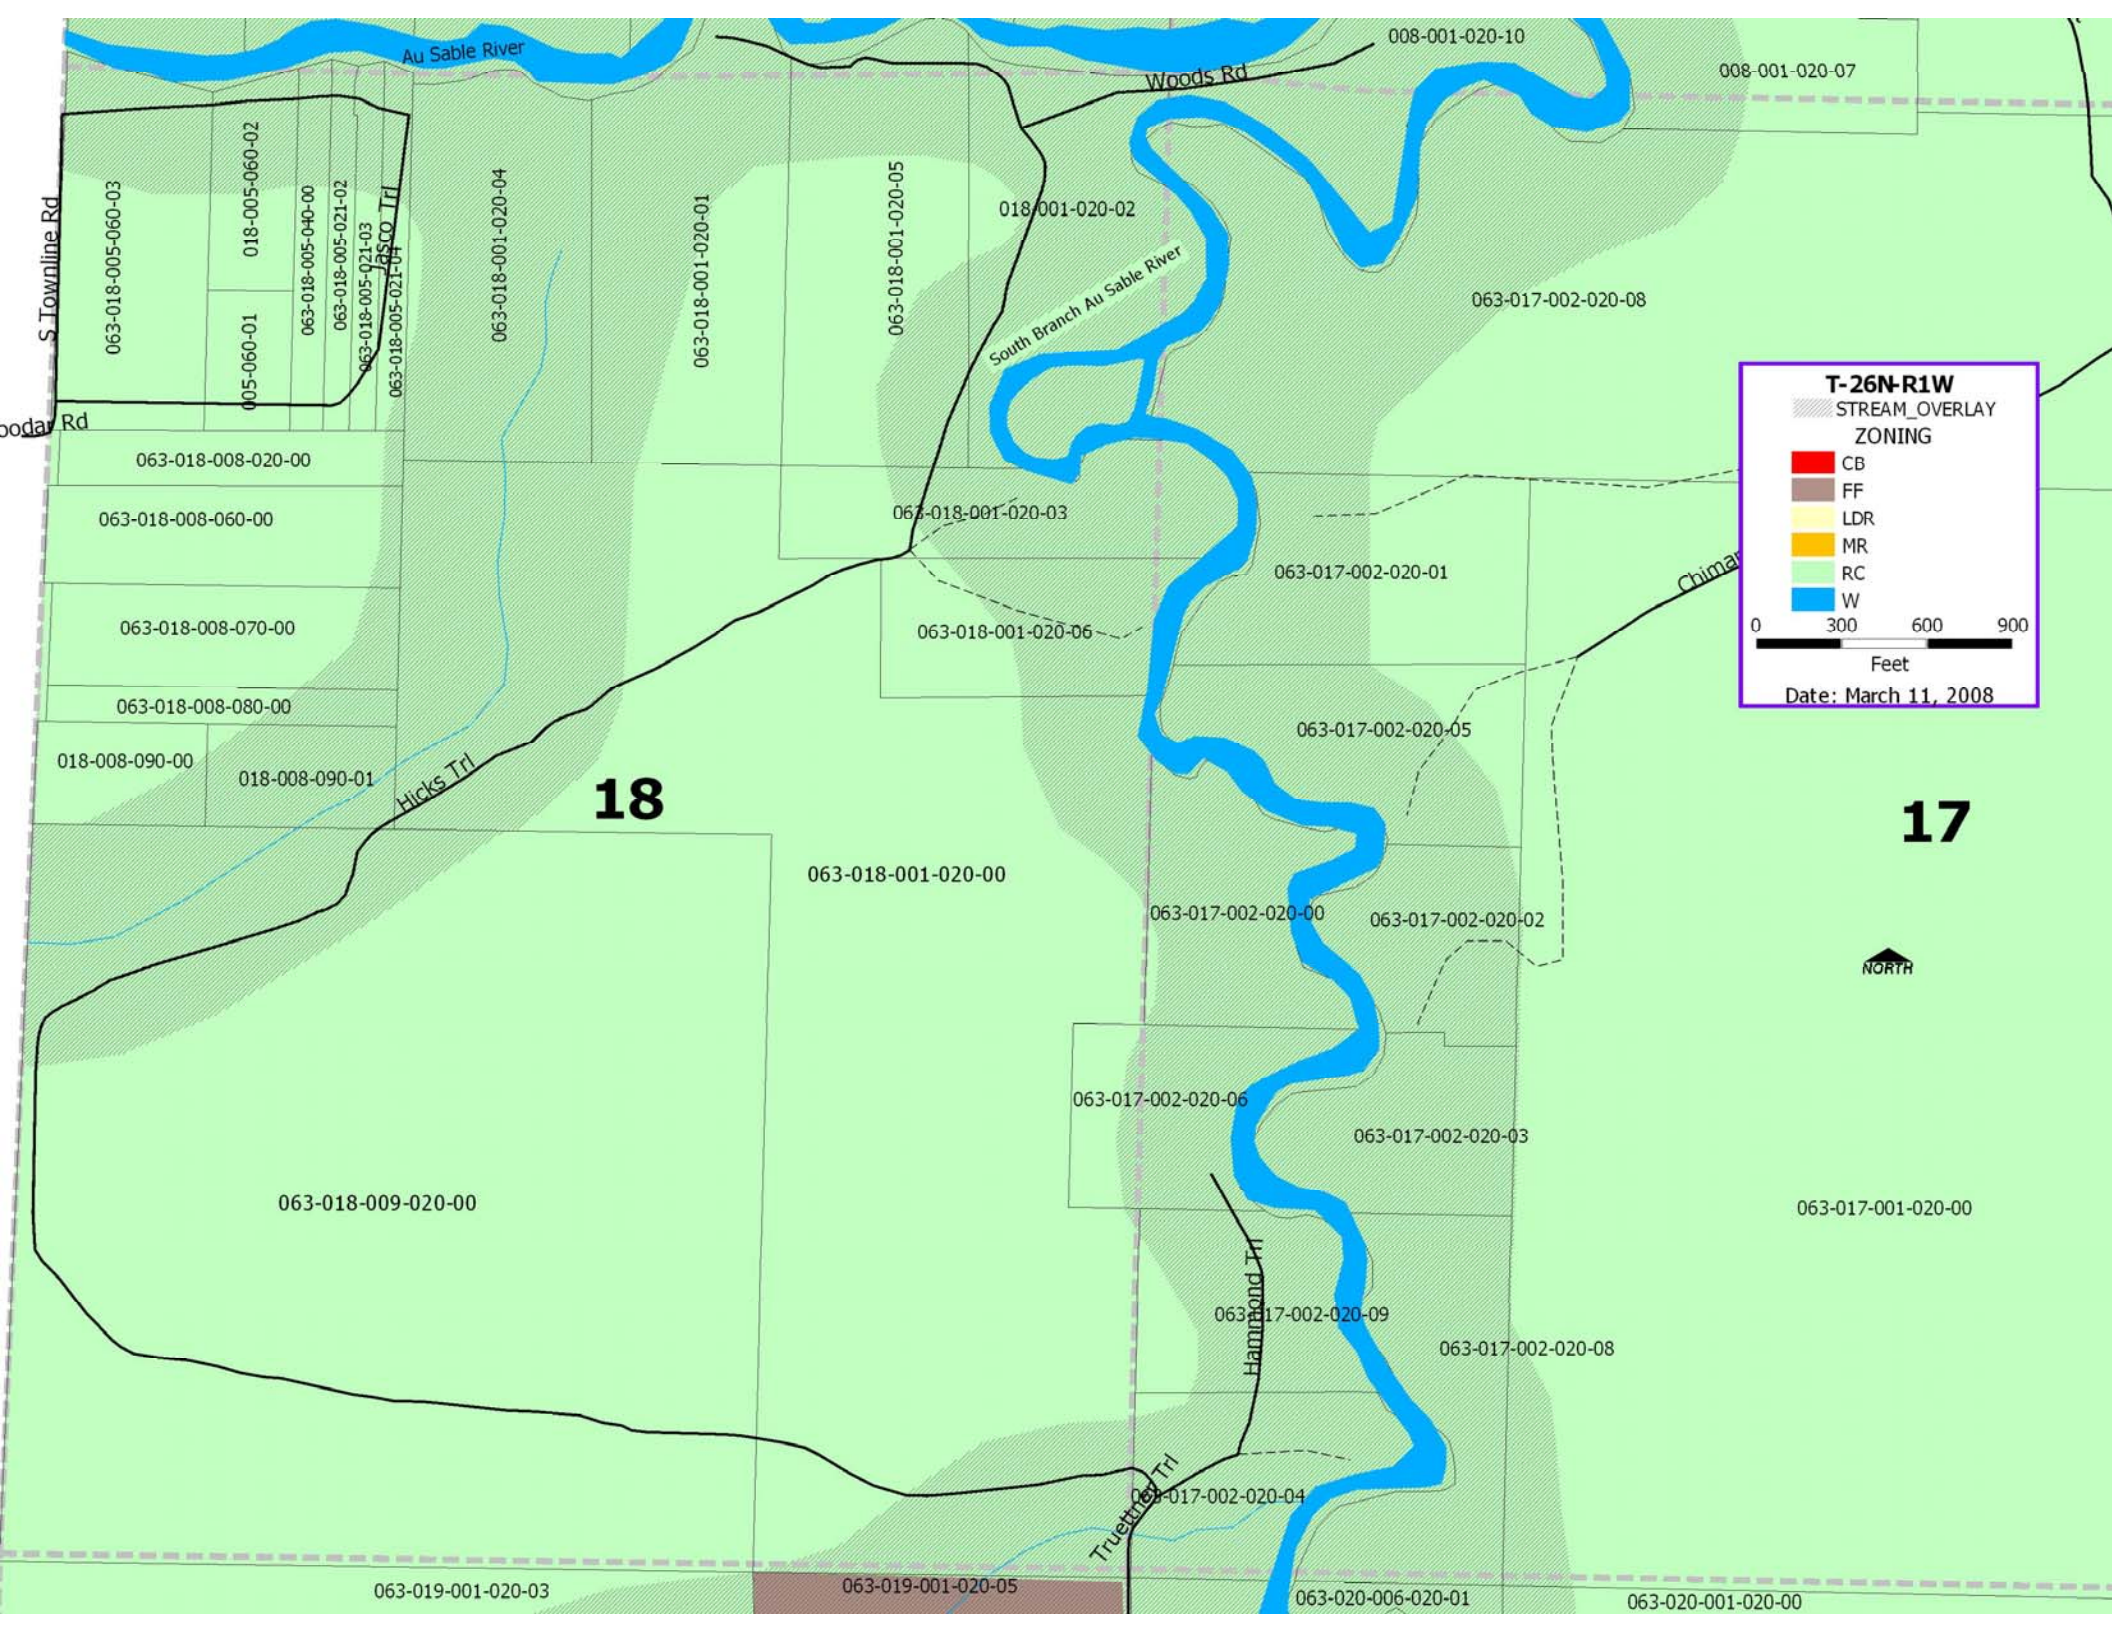 008-001-020-10
Au Sable River
Woods Rd
008-001-020-07
S Townline Rd
063-018-005-060-03
018-005-060-02
005-060-01
063-018-005-040-00
063-018-005-021-02
063-018-005-021-03
Jasco Trl
063-018-005-021-04
063-018-001-020-04
063-018-001-020-01
063-018-001-020-05
018-001-020-02
South Branch Au Sable River
063-017-002-020-08
T-26N-R1W
STREAM_OVERLAY
ZONING
CB
FF
LDR
MR
RC
W
0 300 600 900
Feet
Date: March 11, 2008
oodar Rd
063-018-008-020-00
063-018-008-060-00
063-018-001-020-03
063-017-002-020-01
Chimar
063-018-008-070-00
063-018-001-020-06
063-018-008-080-00
063-017-002-020-05
018-008-090-00
018-008-090-01
Hicks Trl
18
17
063-018-001-020-00
063-017-002-020-00
063-017-002-020-02
NORTH
063-017-002-020-06
063-017-002-020-03
063-018-009-020-00
063-017-001-020-00
Hammond Trl
063-017-002-020-09
063-017-002-020-08
063-017-002-020-04
Truettner Trl
063-019-001-020-03
063-019-001-020-05
063-020-006-020-01
063-020-001-020-00